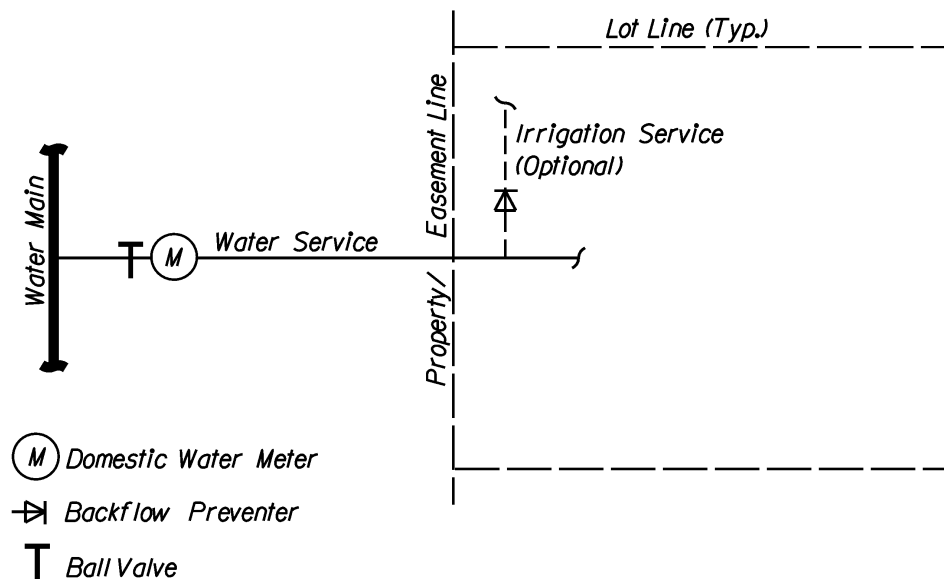 Lot Line (Typ.)
Irrigation Service
(Optional)
Property/ Easement Line
Water Main
Water Service
M
M Domestic Water Meter
Backflow Preventer
Ball Valve